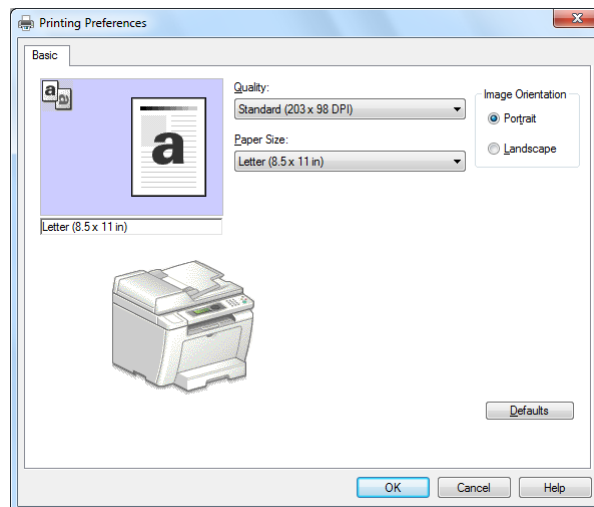 Printing Preferences
Basic
a
a
a
Letter (8.5 x 11 in)
Quality:
Standard (203 x 98 DPI)
Paper Size:
Letter (8.5 x 11 in)
Image Orientation
Portrait
Landscape
Defaults
OK
Cancel
Help